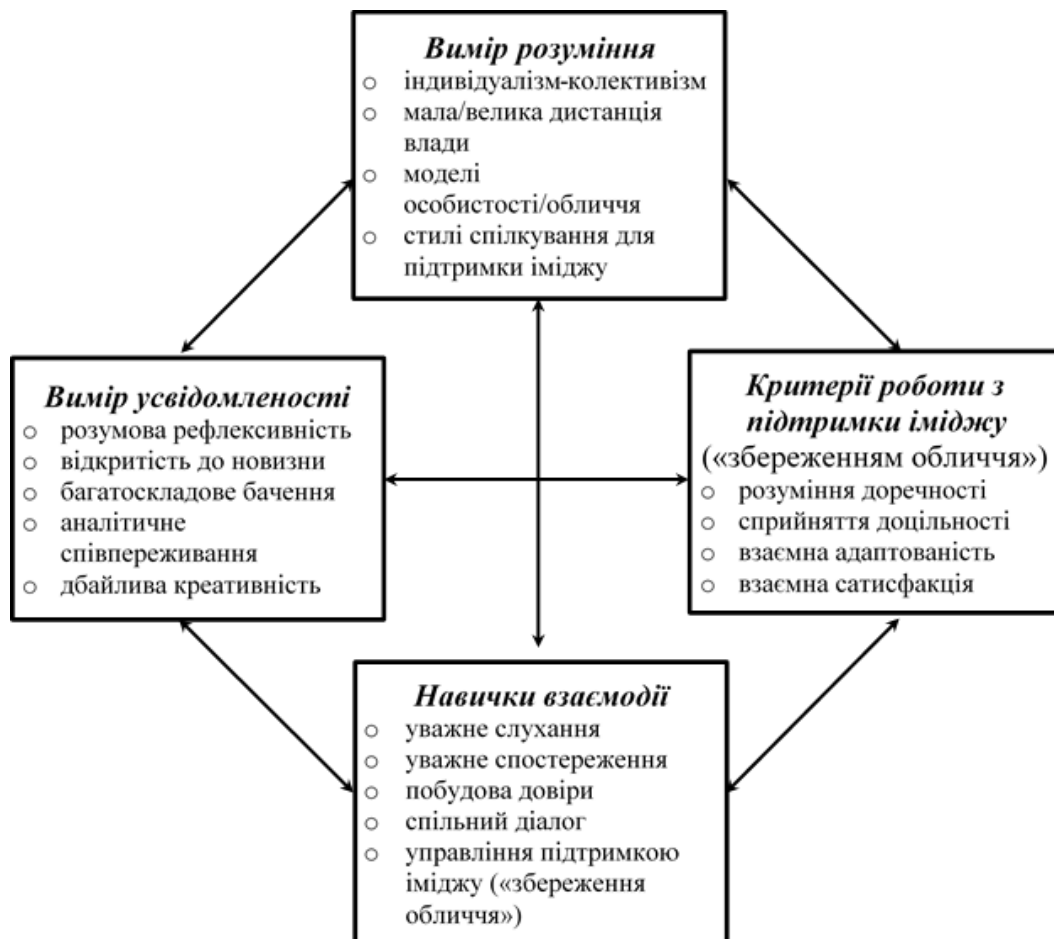 Вимір розуміння
○ індивідуалізм-колективізм
○ мала/велика дистанція
влади
○ моделі
особистості/обличчя
○ стилі спілкування для
підтримки іміджу
Вимір усвідомленості
○ розумова рефлексивність
○ відкритість до новизни
○ багатоскладове бачення
○ аналітичне
співпереживання
○ дбайлива креативність
Критерії роботи з
підтримки іміджу
(«збереженням обличчя»)
○ розуміння доречності
○ сприйняття доцільності
○ взаємна адаптованість
○ взаємна сатисфакція
Навички взаємодії
○ уважне слухання
○ уважне спостереження
○ побудова довіри
○ спільний діалог
○ управління підтримкою
іміджу («збереження
обличчя»)